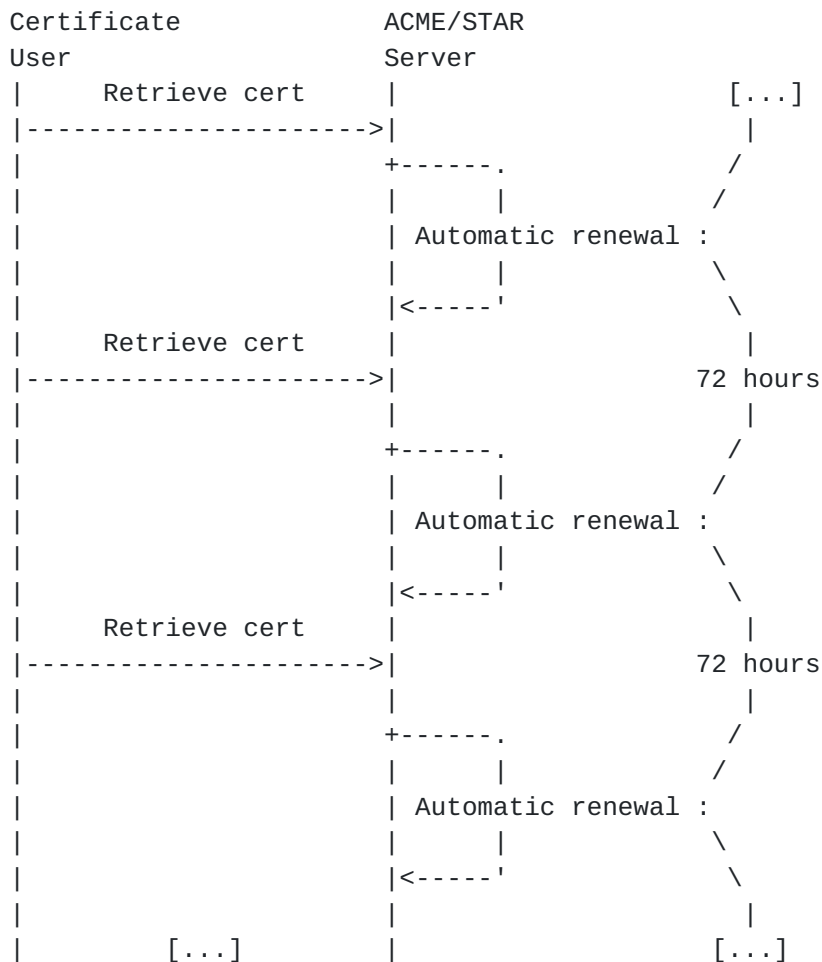 Certificate               ACME/STAR
User                      Server
|     Retrieve cert     |                     [...]
|---------------------->|                      |
|                       +------.              /
|                       |      |             /
|                       | Automatic renewal :
|                       |      |             \
|                       |<-----'              \
|     Retrieve cert     |                      |
|---------------------->|                   72 hours
|                       |                      |
|                       +------.              /
|                       |      |             /
|                       | Automatic renewal :
|                       |      |             \
|                       |<-----'              \
|     Retrieve cert     |                      |
|---------------------->|                   72 hours
|                       |                      |
|                       +------.              /
|                       |      |             /
|                       | Automatic renewal :
|                       |      |             \
|                       |<-----'              \
|                       |                      |
|         [...]         |                    [...]